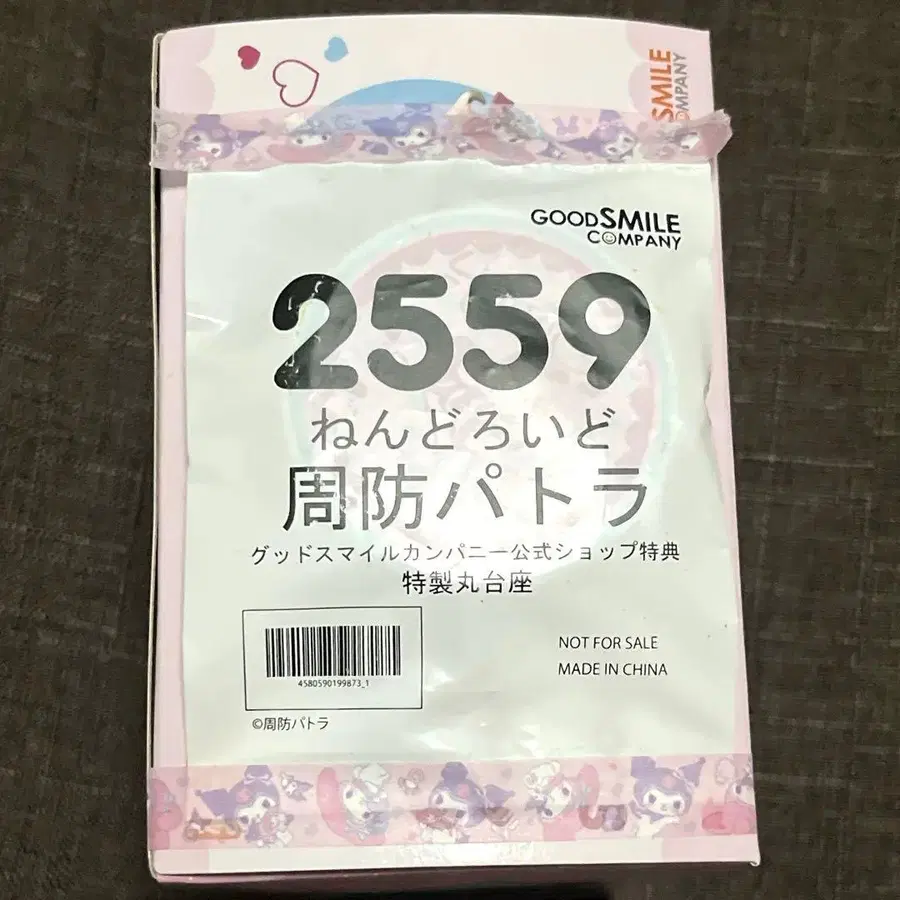 SMILE
COMPANY
GOODSMILE
COMPANY
2559
ねんどろいど
周防パトラ
グッドスマイルカンパニー公式ショップ特典
特製丸台座
4580590199873_1
NOT FOR SALE
MADE IN CHINA
©周防パトラ